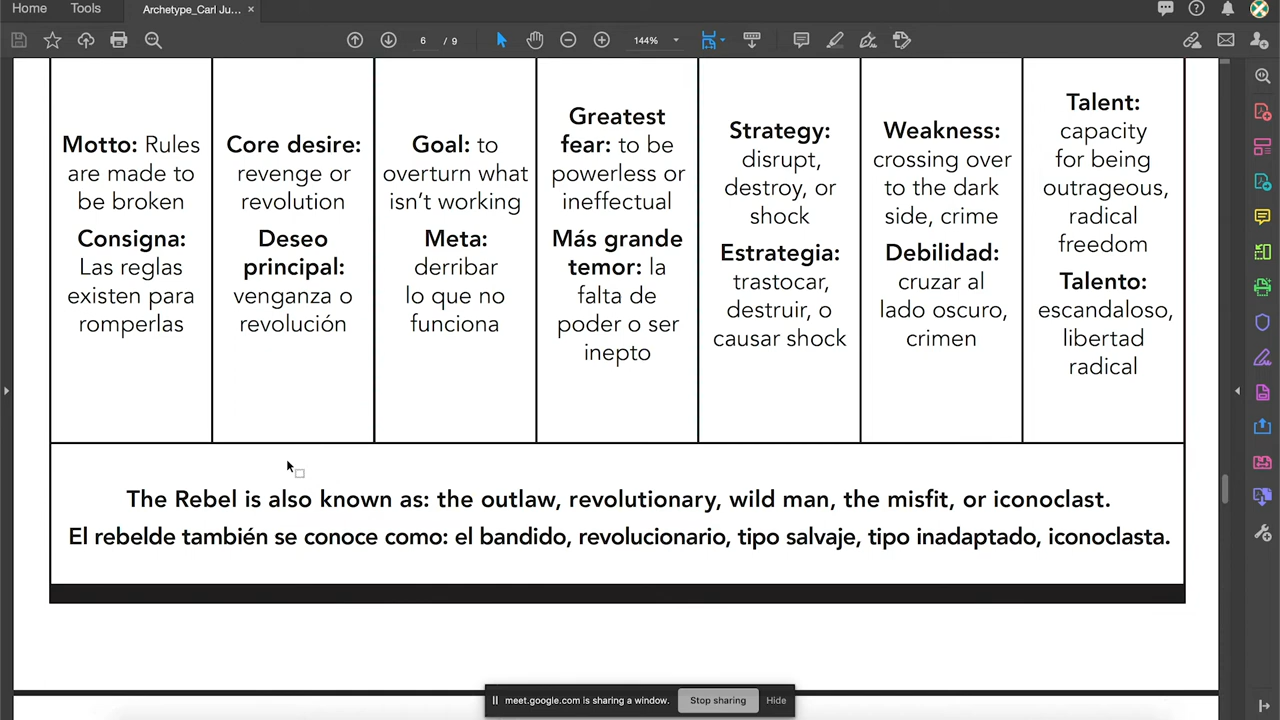 Home
Tools
Archetype_Carl Ju...
6 / 9
144%
Motto: Rules
are made to
be broken
Consigna:
Las reglas
existen para
romperlas
Core desire:
revenge or
revolution
Deseo
principal:
venganza o
revolución
Goal: to
overturn what
isn't working
Meta:
derribar
lo que no
funciona
Greatest
fear: to be
powerless or
ineffectual
Más grande
temor: la
falta de
poder o ser
inepto
Strategy:
disrupt,
destroy, or
shock
Estrategia:
trastocar,
destruir, o
causar shock
Weakness:
crossing over
to the dark
side, crime
Debilidad:
cruzar al
lado oscuro,
crimen
Talent:
capacity
for being
outrageous,
radical
freedom
Talento:
escandaloso,
libertad
radical
The Rebel is also known as: the outlaw, revolutionary, wild man, the misfit, or iconoclast.
El rebelde también se conoce como: el bandido, revolucionario, tipo salvaje, tipo inadaptado, iconoclasta.
meet.google.com is sharing a window.
Stop sharing
Hide